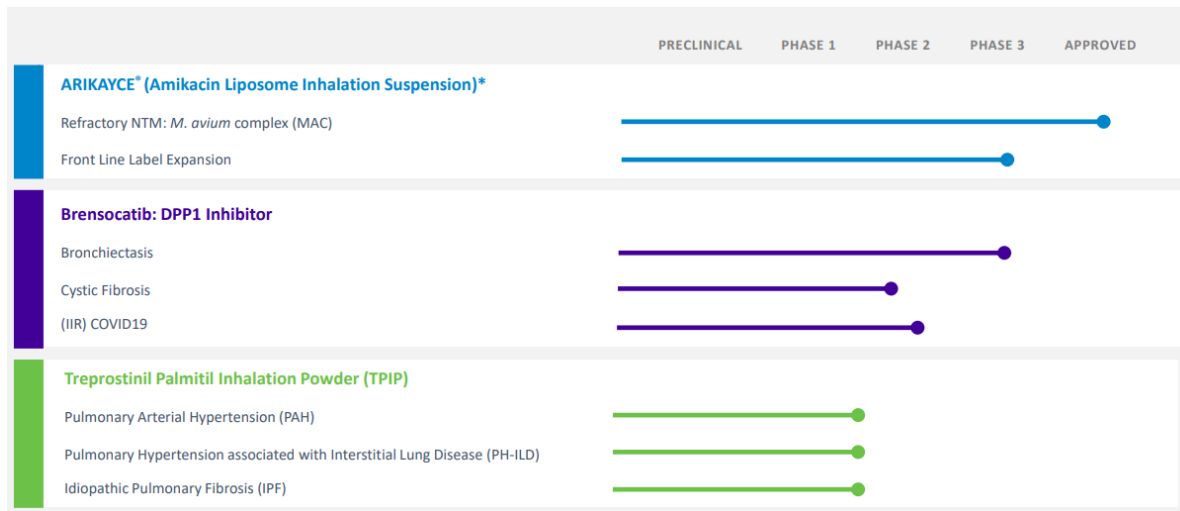 PRECLINICAL PHASE 1 PHASE 2 PHASE 3 APPROVED
ARIKAYCE® (Amikacin Liposome Inhalation Suspension)*
Refractory NTM: M. avium complex (MAC)
Front Line Label Expansion
Brensocatib: DPP1 Inhibitor
Bronchiectasis
Cystic Fibrosis
(IIR) COVID19
Treprostinil Palmitil Inhalation Powder (TPIP)
Pulmonary Arterial Hypertension (PAH)
Pulmonary Hypertension associated with Interstitial Lung Disease (PH-ILD)
Idiopathic Pulmonary Fibrosis (IPF)